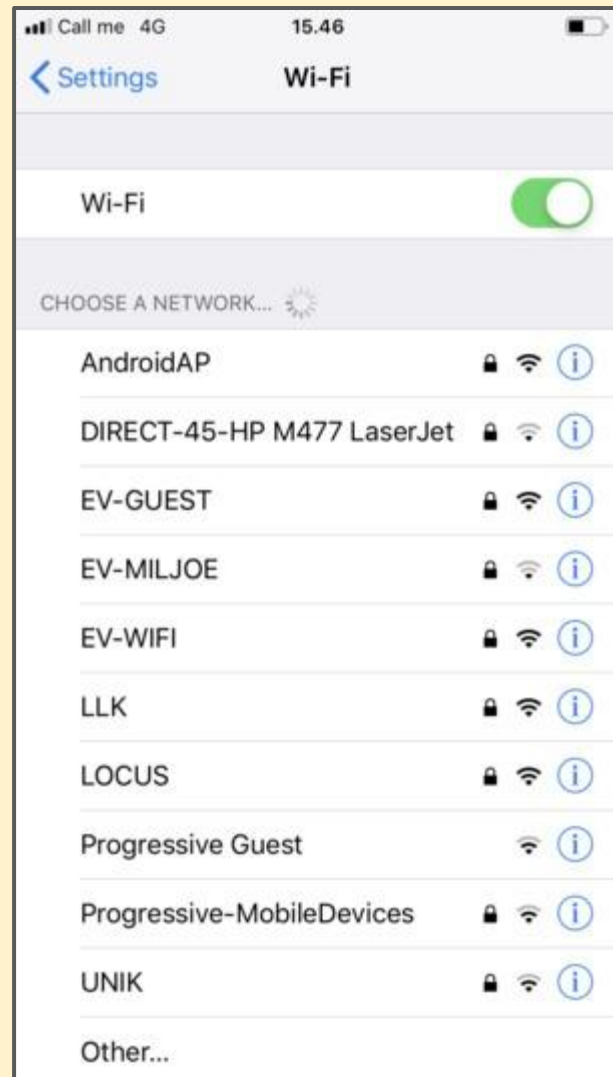 Call me 4G 15.46
Settings Wi-Fi
Wi-Fi
CHOOSE A NETWORK...
AndroidAP
DIRECT-45-HP M477 LaserJet
EV-GUEST
EV-MILJOE
EV-WIFI
LLK
LOCUS
Progressive Guest
Progressive-MobileDevices
UNIK
Other...